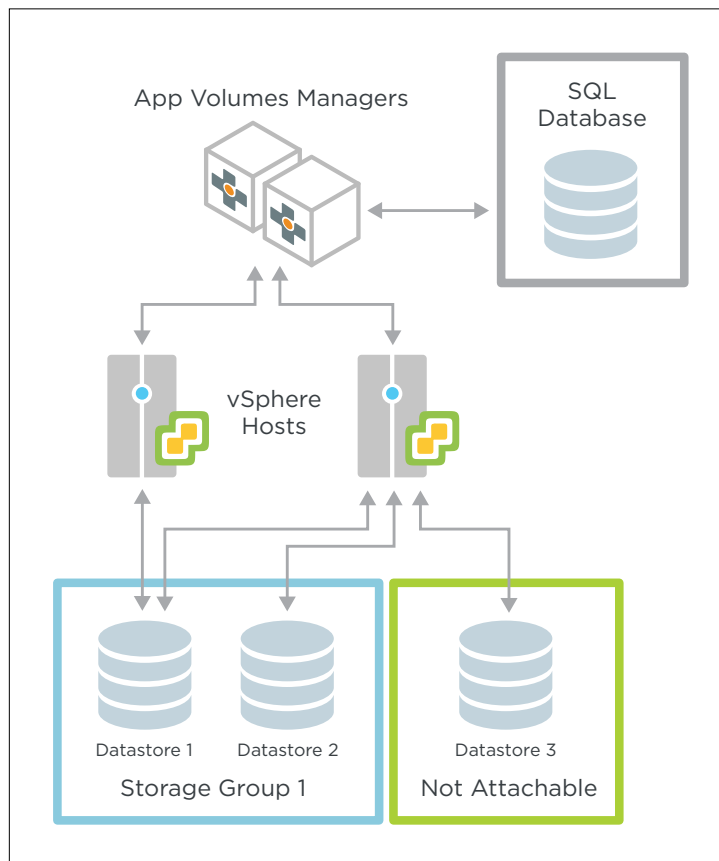 App Volumes Managers
SQL
Database
vSphere
Hosts
Datastore 1
Datastore 2
Datastore 3
Storage Group 1
Not Attachable